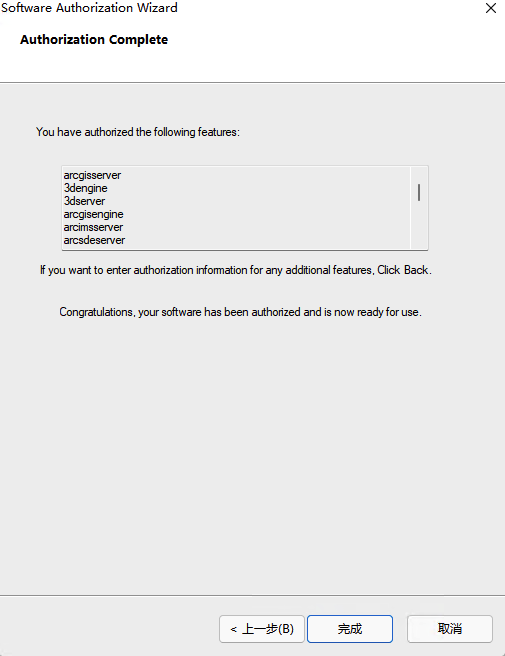 Software Authorization Wizard
Authorization Complete
You have authorized the following features:
arcgisserver
3dengine
3dserver
arcgisengine
arcimsserver
arcsdeserver
If you want to enter authorization information for any additional features, Click Back.
Congratulations, your software has been authorized and is now ready for use.
< 上一步(B)
完成
取消